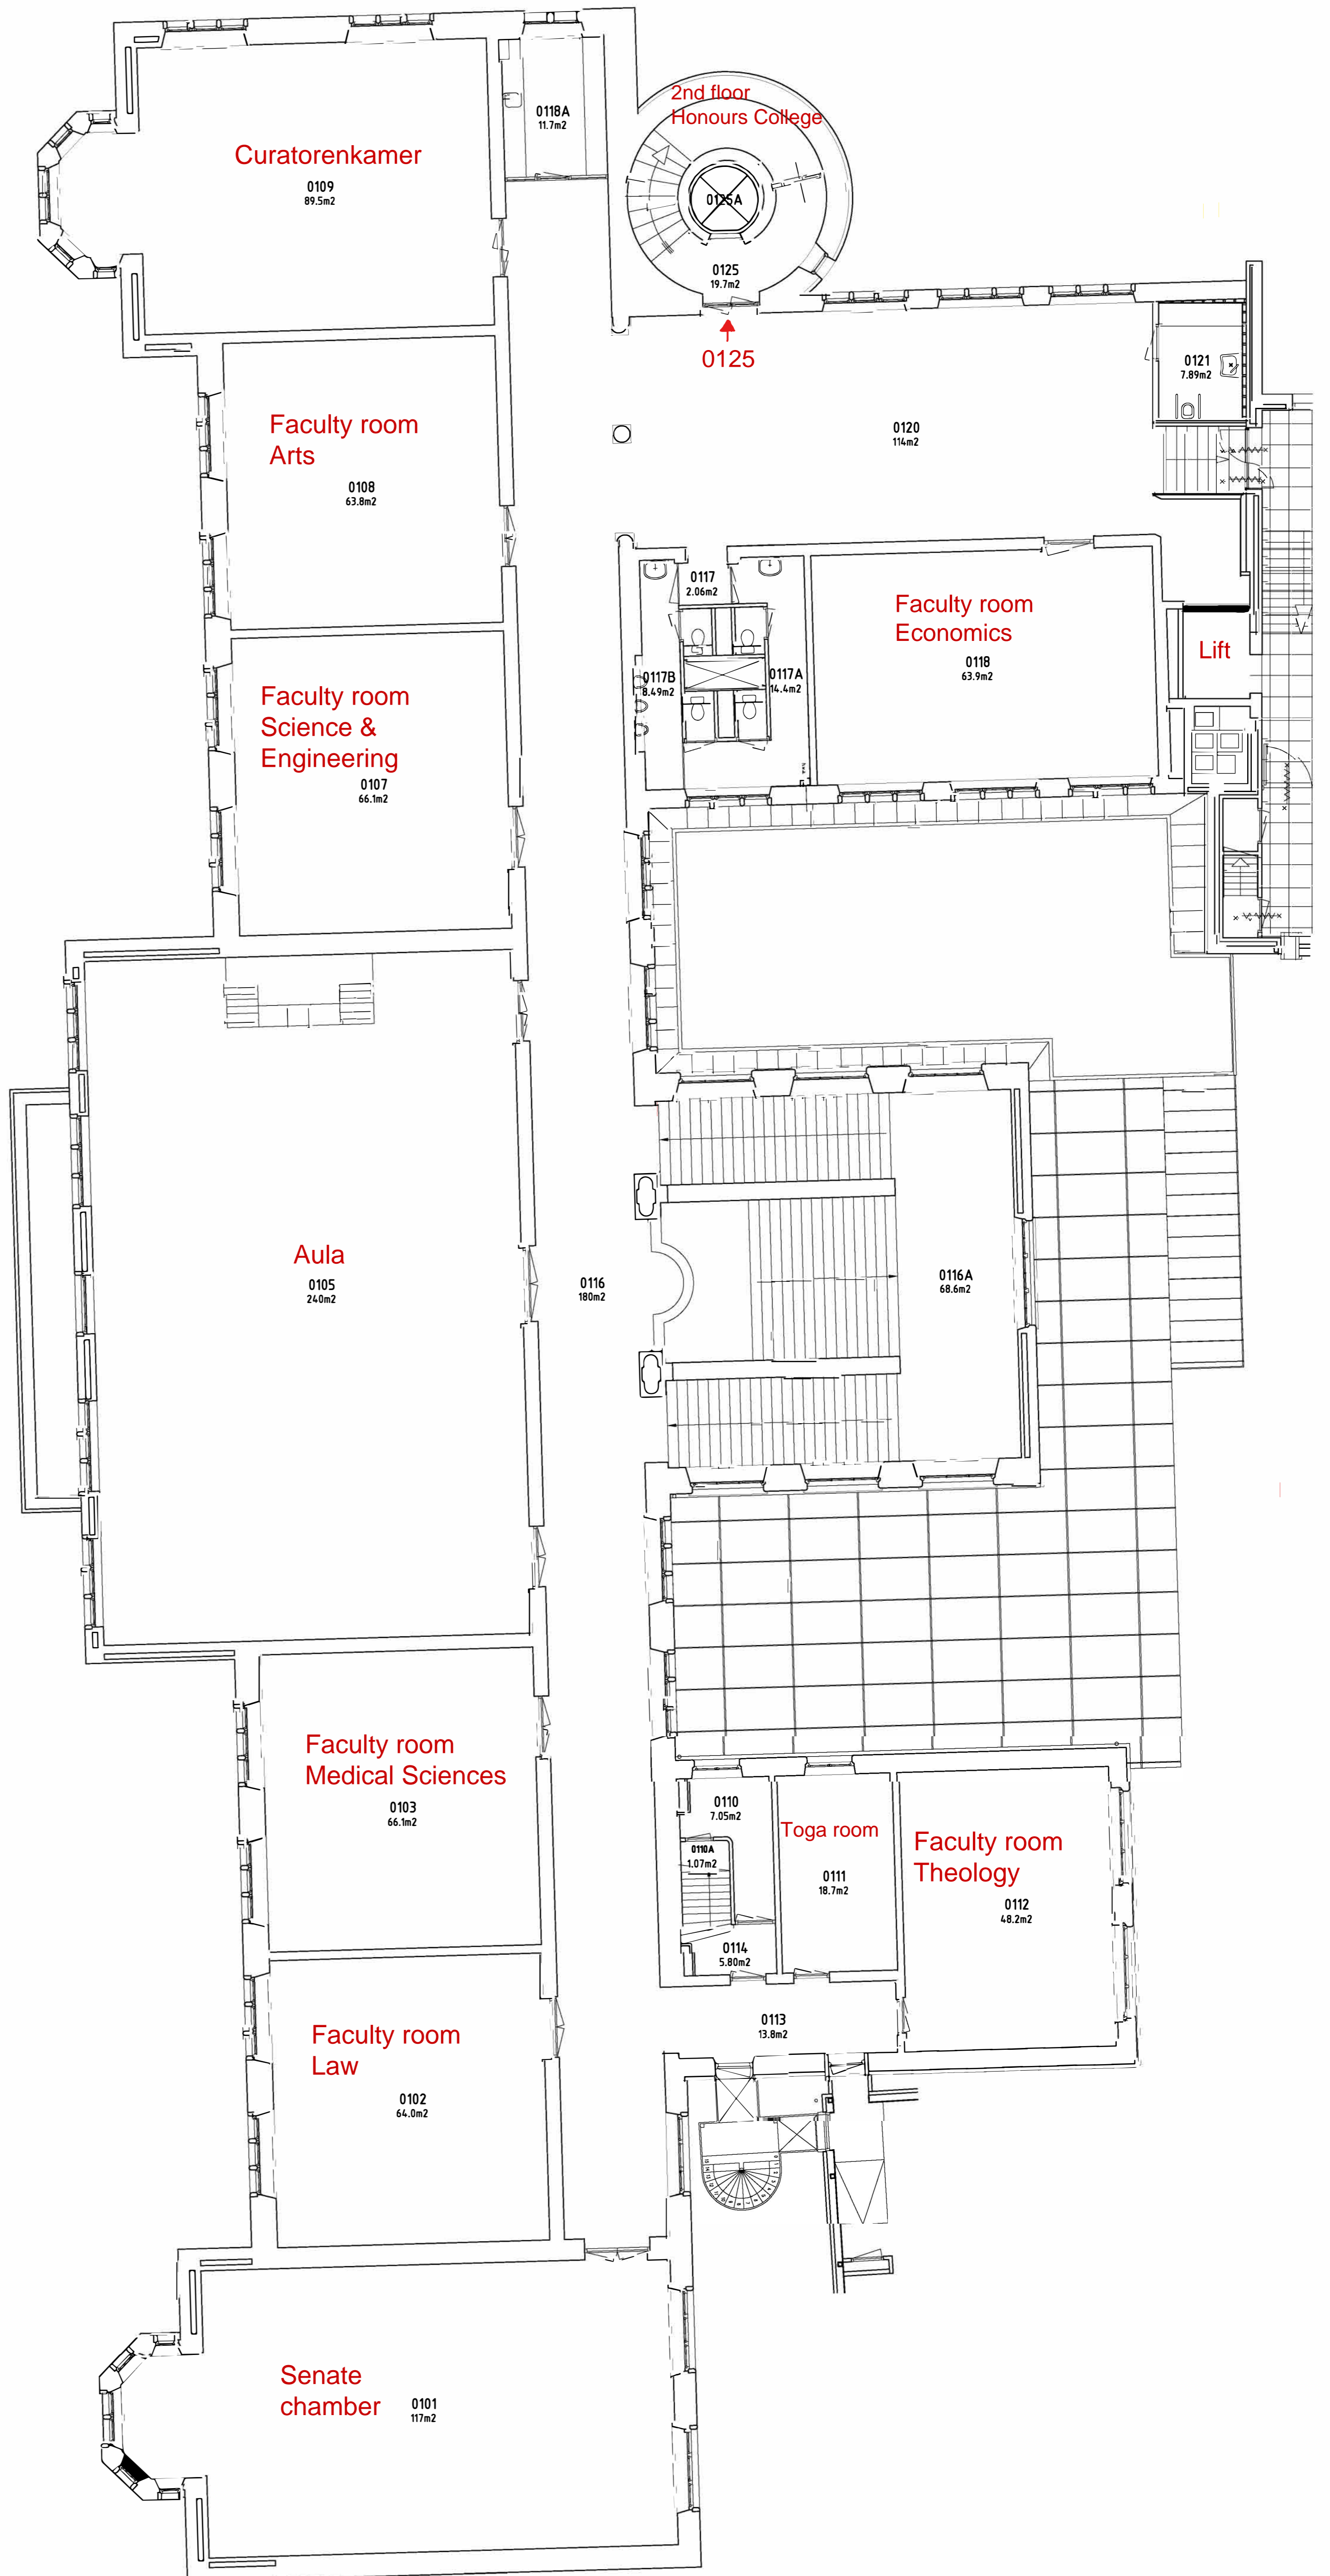 2nd floor
Honours College
0118A
11.7m2
Curatorenkamer
0109
89.5m2
0125A
0125
19.7m2
0125
0121
7.89m2
Faculty room
Arts
0108
63.8m2
0120
114m2
0117
2.06m2
Faculty room
Economics
0118
63.9m2
Lift
0117B
8.49m2
0117A
14.4m2
Faculty room
Science &
Engineering
0107
66.1m2
Aula
0105
240m2
0116
180m2
0116A
68.6m2
Faculty room
Medical Sciences
0103
66.1m2
0110
7.05m2
0110A
1.07m2
Toga room
0111
18.7m2
Faculty room
Theology
0112
48.2m2
0114
5.80m2
0113
13.8m2
Faculty room
Law
0102
64.0m2
Senate
chamber
0101
117m2